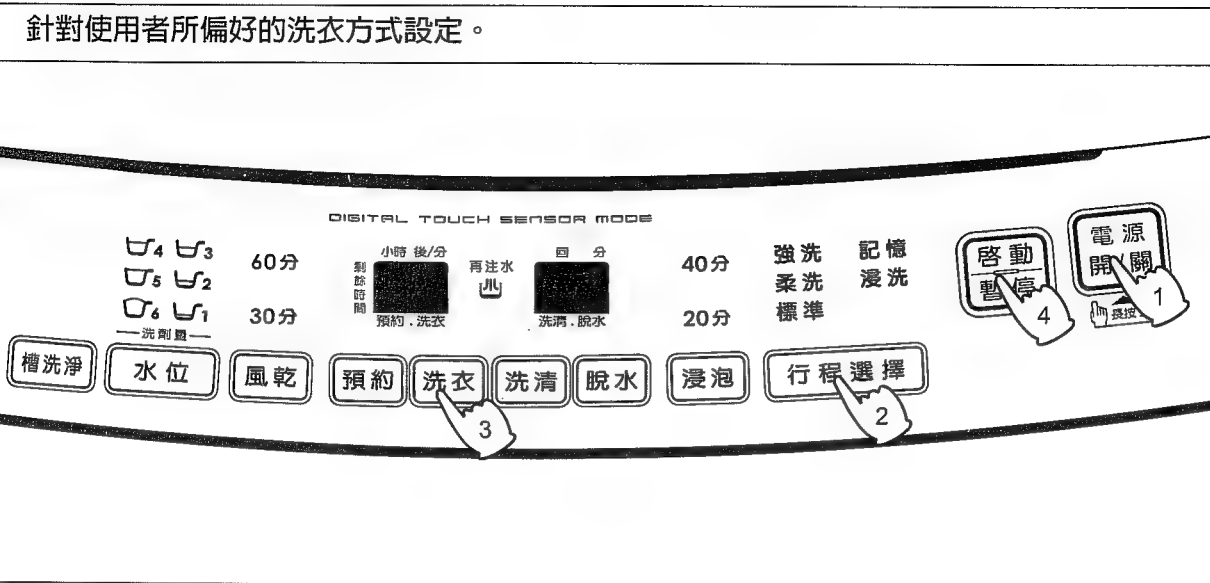 針對使用者所偏好的洗衣方式設定。
DIGITAL TOUCH SENSOR MODE
4 3 60分 小時 後/分 再注水 回 分 40分 強洗 記憶
剩餘時間
5 2 柔洗 浸洗
6 1 30分 預約.洗衣 洗清.脫水 20分 標準
洗劑量
啓動
暫停
4
電源
開/關
1
長按
槽洗淨 水位 風乾 預約 洗衣 洗清 脫水 浸泡 行程選擇
3 2